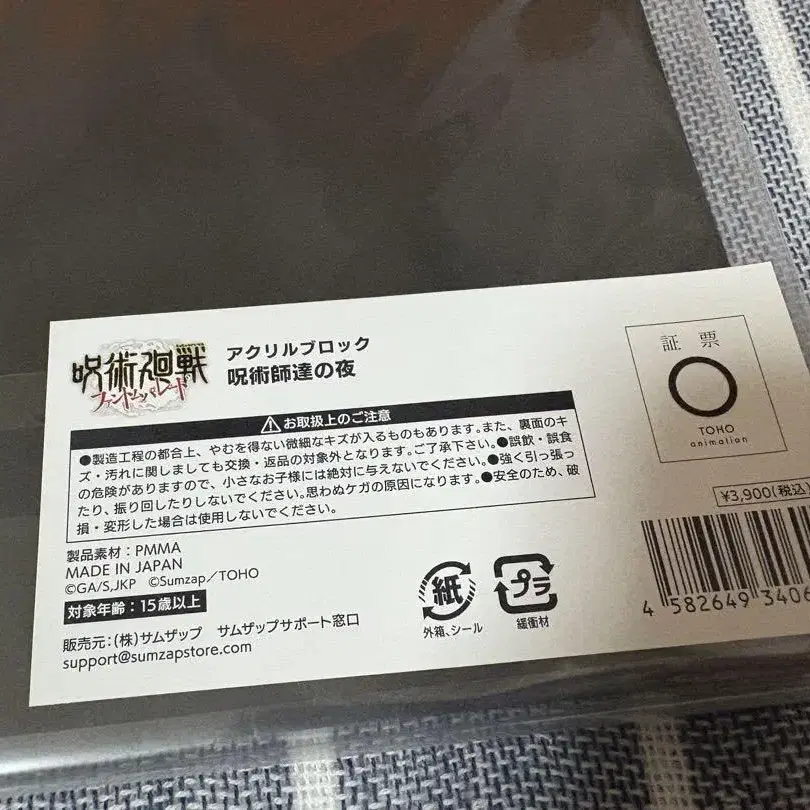 呪術廻戦
ファントムパレード
アクリルブロック
呪術師達の夜
お取扱上のご注意
●製造工程の都合上、やむを得ない微細なキズが入るものもあります。また、裏面のキ
ズ・汚れに関しましても交換・返品の対象外となります。ご了承下さい。●誤飲・誤食
の危険がありますので、小さなお子様には絶対に与えないでください。●強く引っ張っ
たり、振り回したりしないでください。思わぬケガの原因になります。●安全のため、破
損・変形した場合は使用しないでください。
製品素材：PMMA
MADE IN JAPAN
©GA/S,JKP ©Sumzap／TOHO
対象年齢：15歳以上
販売元：(株)サムザップ サムザップサポート窓口
support@sumzapstore.com
紙
外箱、シール
プラ
緩衝材
証票
TOHO
animation
¥3,900(税込)
4 582649 3406